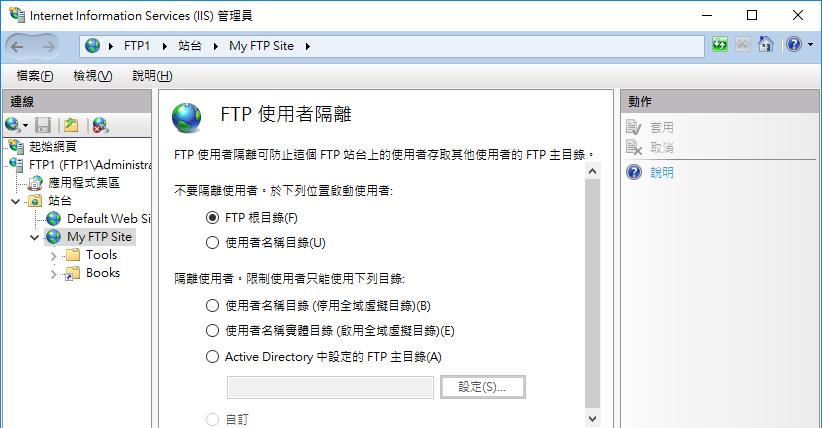 Internet Information Services (IIS) 管理員
FTP1 站台 My FTP Site
檔案(F) 檢視(V) 說明(H)
連線
起始網頁
FTP1 (FTP1\Administra
應用程式集區
站台
Default Web Si
My FTP Site
Tools
Books
FTP 使用者隔離
FTP 使用者隔離可防止這個 FTP 站台上的使用者存取其他使用者的 FTP 主目錄。
不要隔離使用者。於下列位置啟動使用者:
FTP 根目錄(F)
使用者名稱目錄(U)
隔離使用者。限制使用者只能使用下列目錄:
使用者名稱目錄 (停用全域虛擬目錄)(B)
使用者名稱實體目錄 (啟用全域虛擬目錄)(E)
Active Directory 中設定的 FTP 主目錄(A)
設定(S)...
自訂
動作
套用
取消
說明